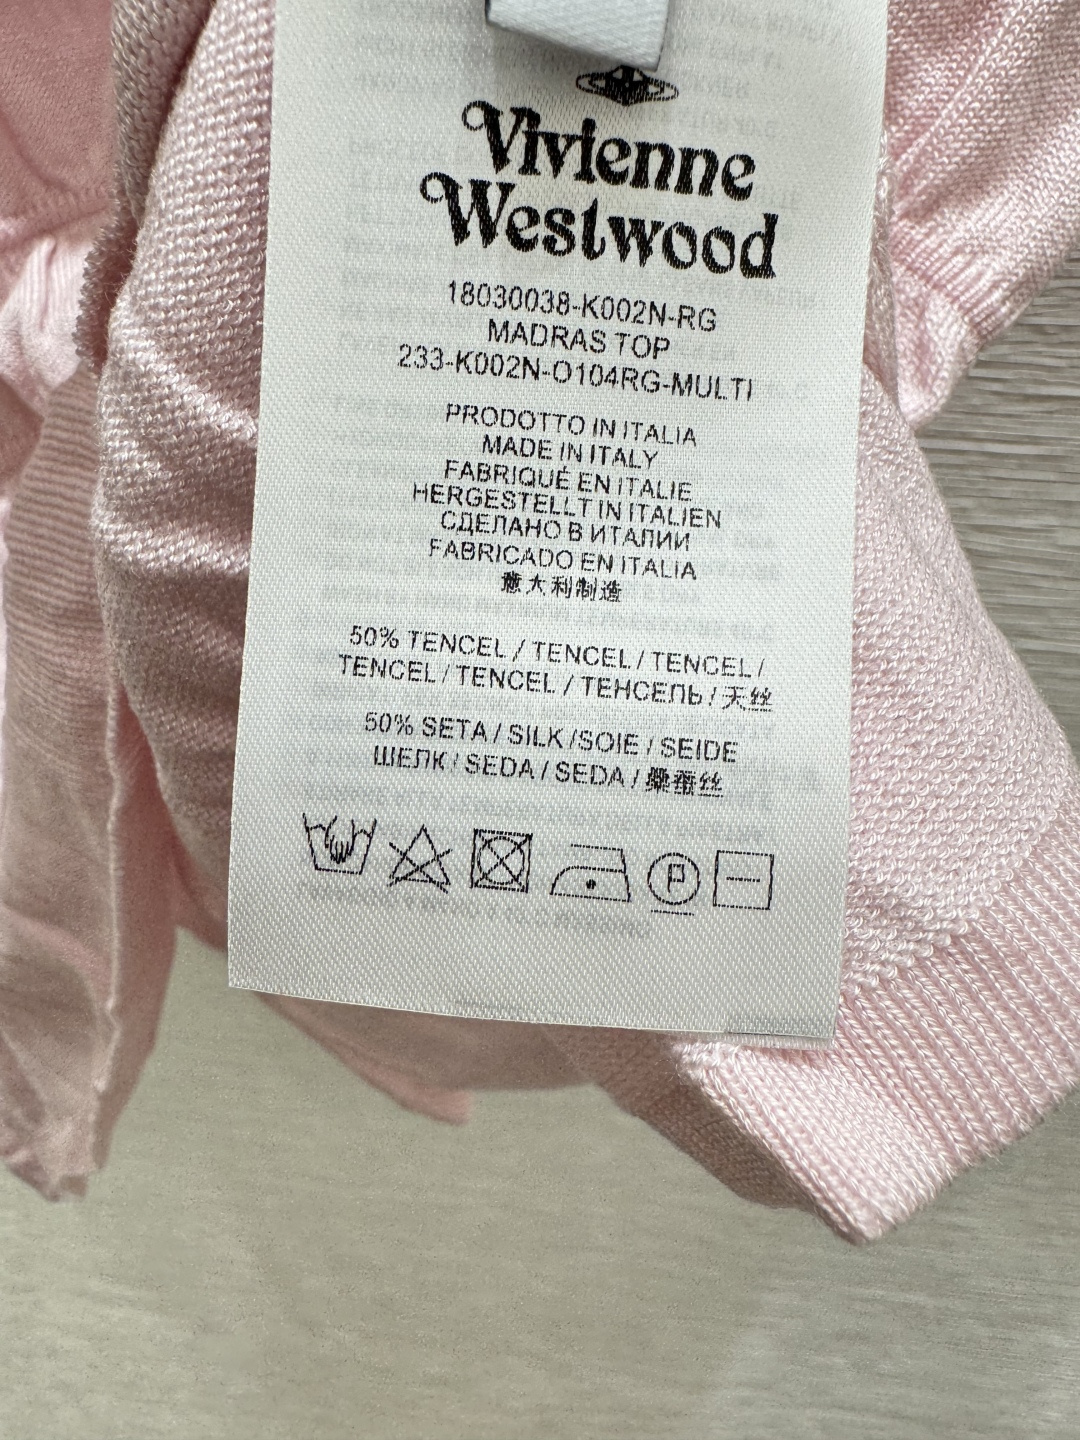 Vivienne
Westwood
18030038-K002N-RG
MADRAS TOP
233-K002N-O104RG-MULTI
PRODOTTO IN ITALIA
MADE IN ITALY
FABRIQUÉ EN ITALIE
HERGESTELLT IN ITALIEN
СДЕЛАНО В ИТАЛИИ
FABRICADO EN ITALIA
意大利制造
50% TENCEL / TENCEL / TENCEL /
TENCEL / TENCEL / ТЕНСЕЛЬ / 天丝
50% SETA / SILK /SOIE / SEIDE
ШЕЛК / SEDA / SEDA / 桑蚕丝
P